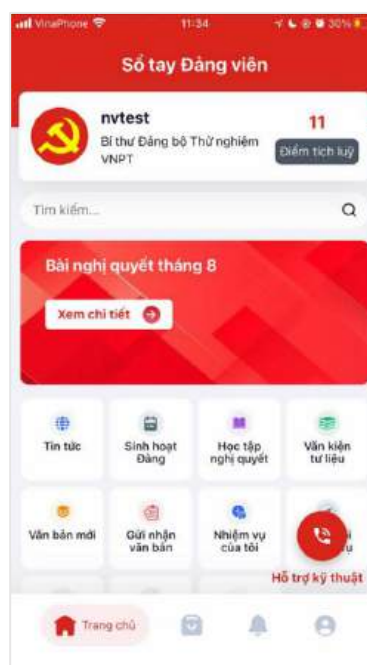 VinaPhone 11:34 30%
Sổ tay Đảng viên
nvtest
Bí thư Đảng bộ Thử nghiệm
VNPT
11
Điểm tích luỹ
Tìm kiếm...
Bài nghị quyết tháng 8
Xem chi tiết
Tin tức
Sinh hoạt
Đảng
Học tập
nghị quyết
Văn kiện
tư liệu
Văn bản mới
Gửi nhận
văn bản
Nhiệm vụ
của tôi
Hỗ trợ kỹ thuật
Trang chủ